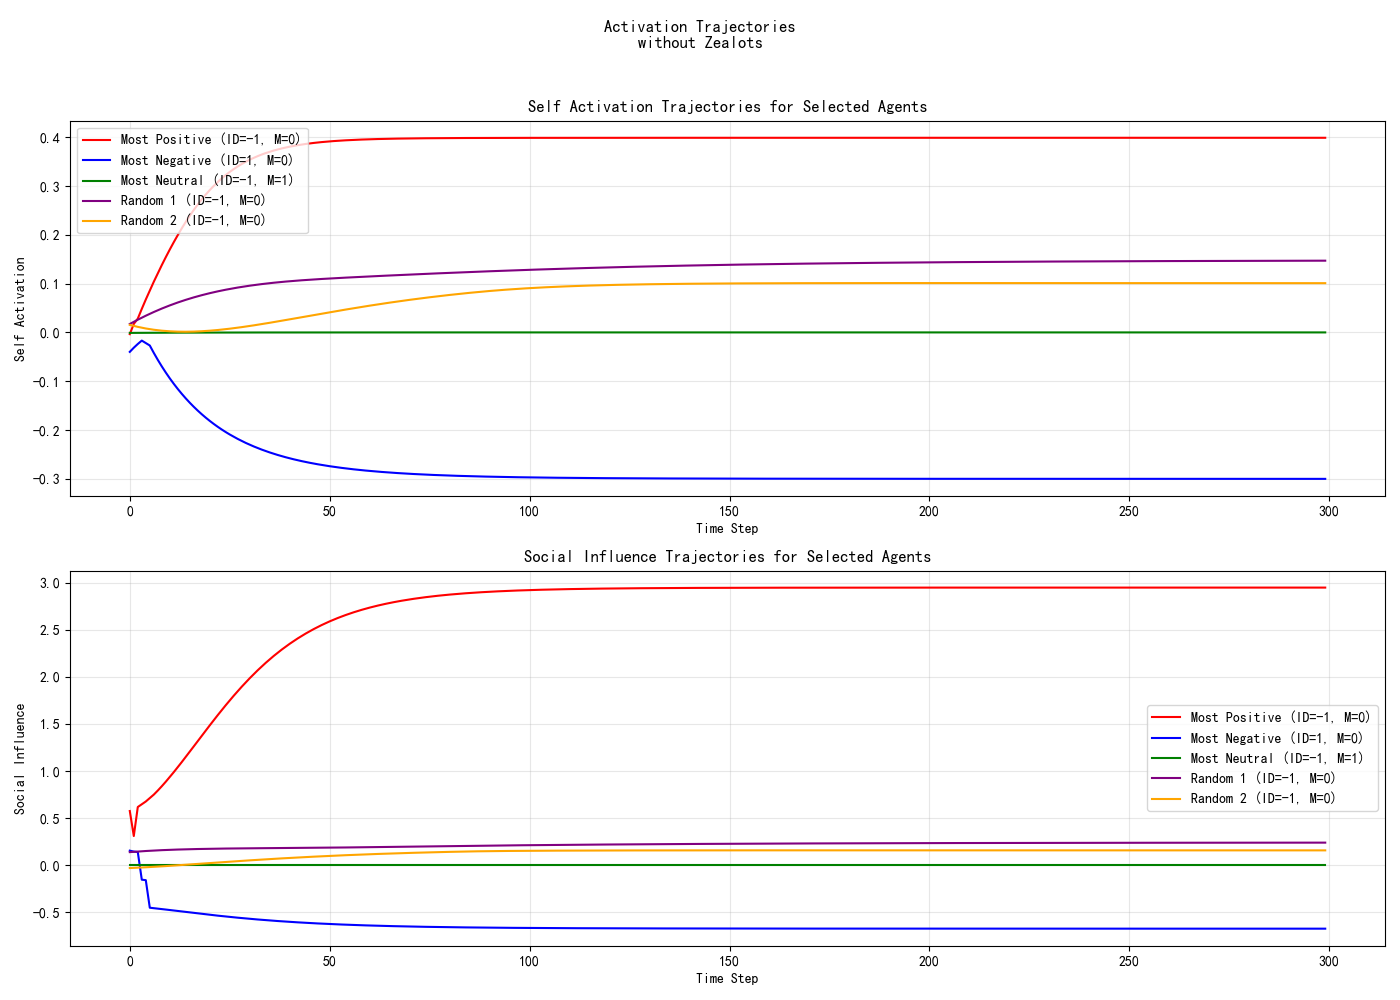 Activation Trajectories
without Zealots
Self Activation Trajectories for Selected Agents
Self Activation
0.4
0.3
0.2
0.1
0.0
−0.1
−0.2
−0.3
Most Positive (ID=-1, M=0)
Most Negative (ID=1, M=0)
Most Neutral (ID=-1, M=1)
Random 1 (ID=-1, M=0)
Random 2 (ID=-1, M=0)
0 50 100 150 200 250 300
Time Step
Social Influence Trajectories for Selected Agents
Social Influence
3.0
2.5
2.0
1.5
1.0
0.5
0.0
−0.5
Most Positive (ID=-1, M=0)
Most Negative (ID=1, M=0)
Most Neutral (ID=-1, M=1)
Random 1 (ID=-1, M=0)
Random 2 (ID=-1, M=0)
0 50 100 150 200 250 300
Time Step